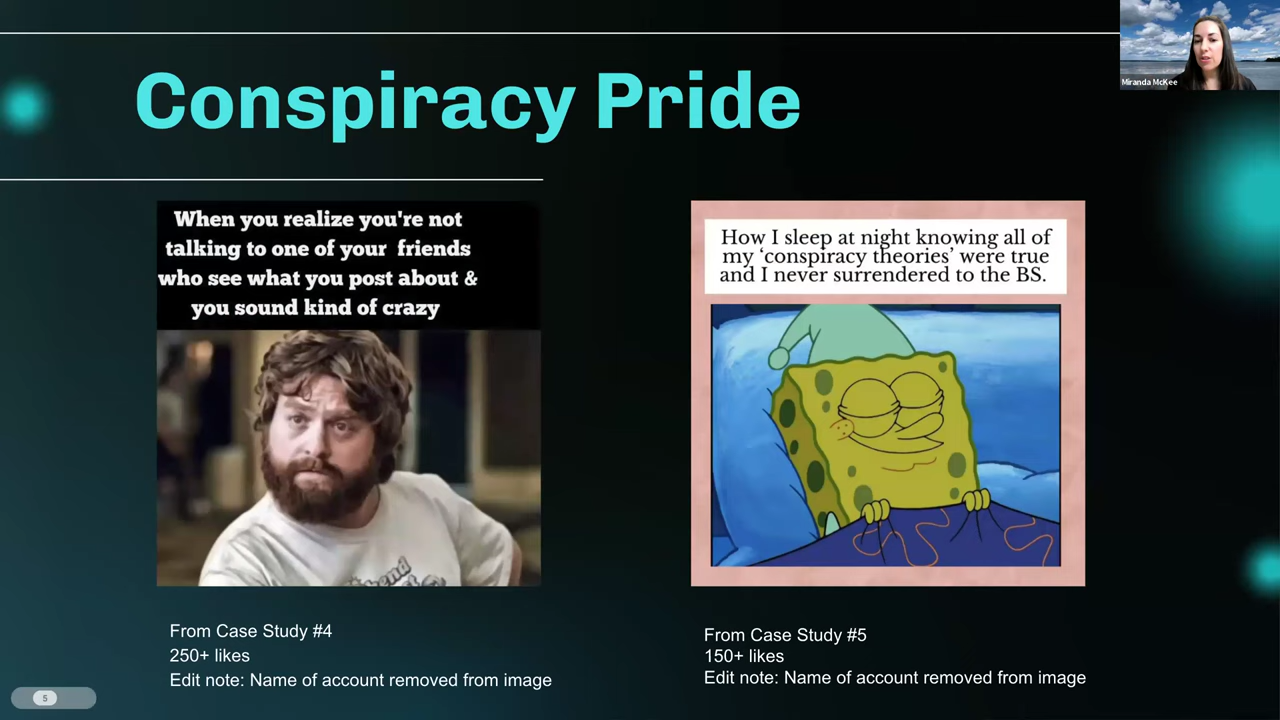 Conspiracy Pride
Miranda McKee
When you realize you're not
talking to one of your friends
who see what you post about &
you sound kind of crazy
How I sleep at night knowing all of
my ‘conspiracy theories’ were true
and I never surrendered to the BS.
From Case Study #4
250+ likes
Edit note: Name of account removed from image
From Case Study #5
150+ likes
Edit note: Name of account removed from image
5